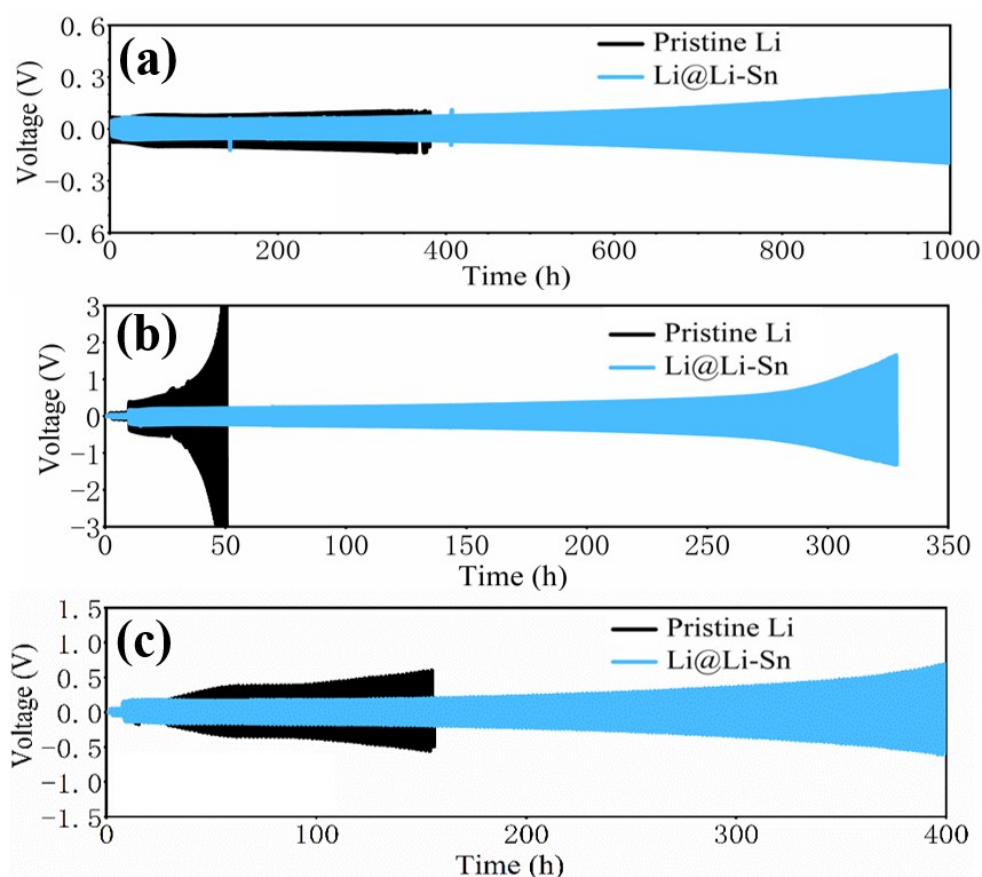 (a)
Pristine Li
Li@Li-Sn
Voltage (V)
0.6
0.3
0.0
-0.3
-0.6
0 200 400 600 800 1000
Time (h)
(b)
Pristine Li
Li@Li-Sn
Voltage (V)
3
2
1
0
-1
-2
-3
0 50 100 150 200 250 300 350
Time (h)
(c)
Pristine Li
Li@Li-Sn
Voltage (V)
1.5
1.0
0.5
0.0
-0.5
-1.0
-1.5
0 100 200 300 400
Time (h)